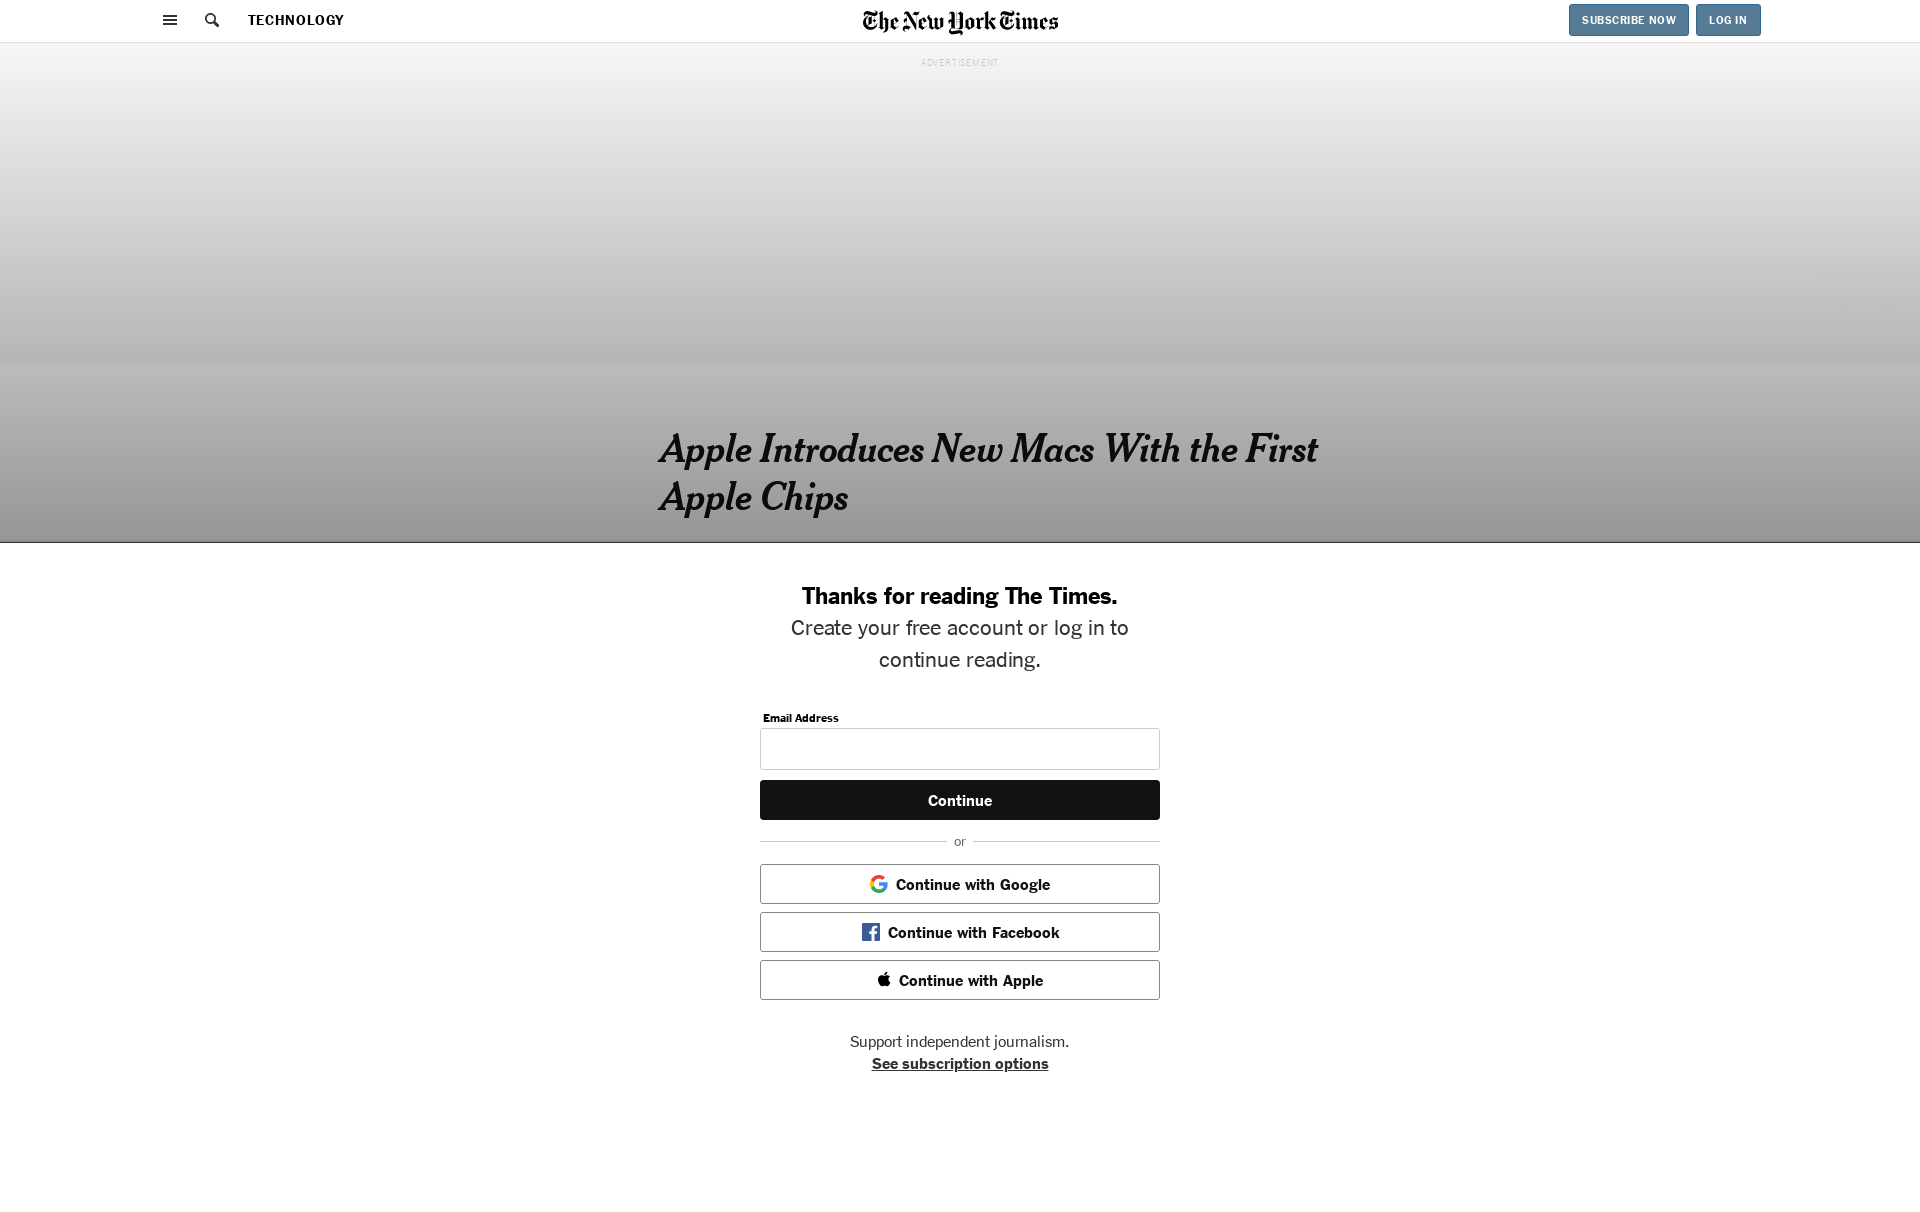 TECHNOLOGY
The New York Times
SUBSCRIBE NOW
LOG IN
ADVERTISEMENT
Apple Introduces New Macs With the First
Apple Chips
Thanks for reading The Times.
Create your free account or log in to
continue reading.
Email Address
Continue
or
Continue with Google
Continue with Facebook
Continue with Apple
Support independent journalism.
See subscription options